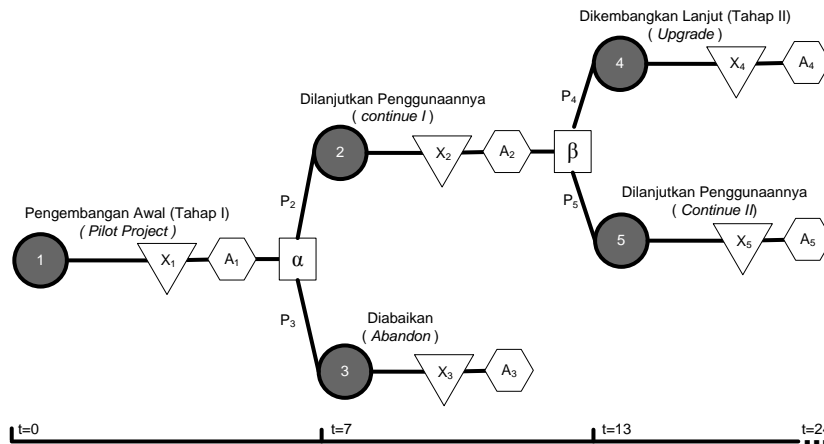 Dikembangkan Lanjut (Tahap II)
( Upgrade )
4
X4
A4
P4
Dilanjutkan Penggunaannya
( continue I )
2
X2
A2
β
P2
P5
Dilanjutkan Penggunaannya
( Continue II )
5
X5
A5
Pengembangan Awal (Tahap I)
( Pilot Project )
1
X1
A1
α
P3
Diabaikan
( Abandon )
3
X3
A3
t=0
t=7
t=13
t=24